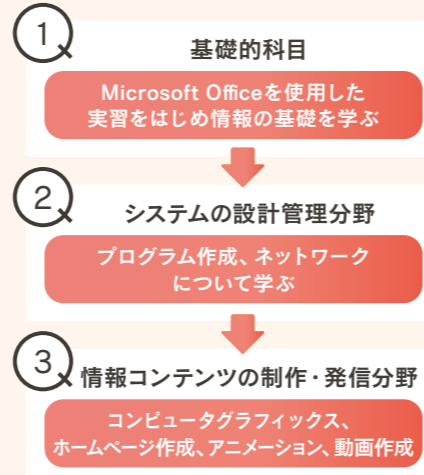 1
基礎的科目
Microsoft Officeを使用した
実習をはじめ情報の基礎を学ぶ
2
システムの設計管理分野
プログラム作成、ネットワーク
について学ぶ
3
情報コンテンツの制作・発信分野
コンピュータグラフィックス、
ホームページ作成、アニメーション、動画作成